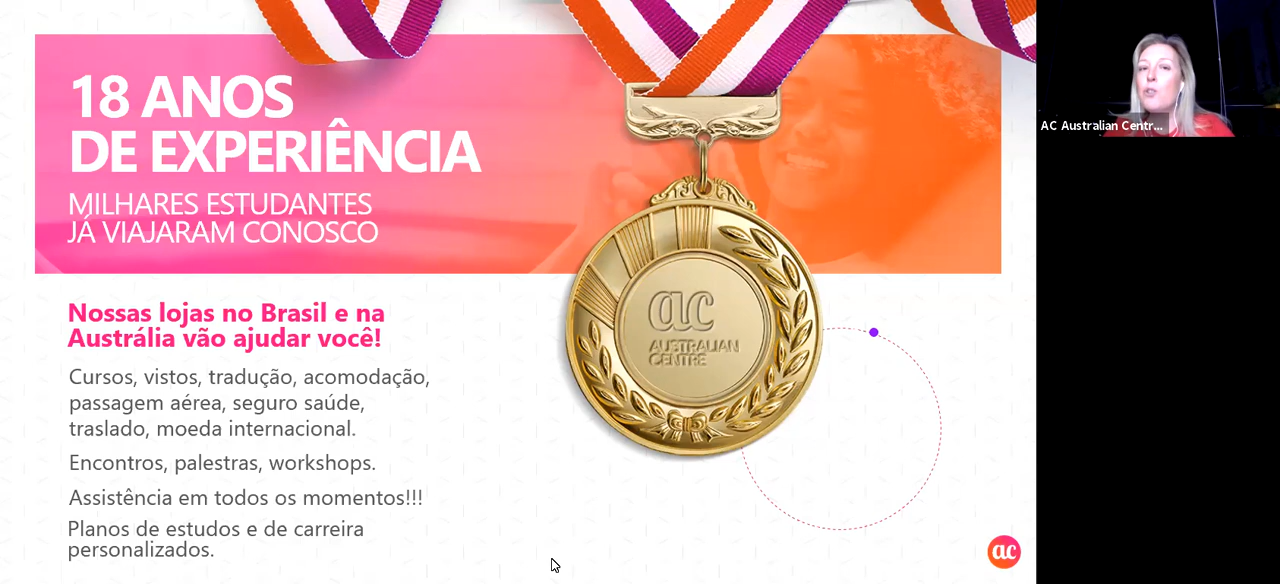 18 ANOS
DE EXPERIÊNCIA
MILHARES ESTUDANTES
JÁ VIAJARAM CONOSCO
Nossas lojas no Brasil e na
Austrália vão ajudar você!
Cursos, vistos, tradução, acomodação,
passagem aérea, seguro saúde,
traslado, moeda internacional.
Encontros, palestras, workshops.
Assistência em todos os momentos!!!
Planos de estudos e de carreira
personalizados.
ac
AUSTRALIAN
CENTRE
ac
AC Australian Centr...